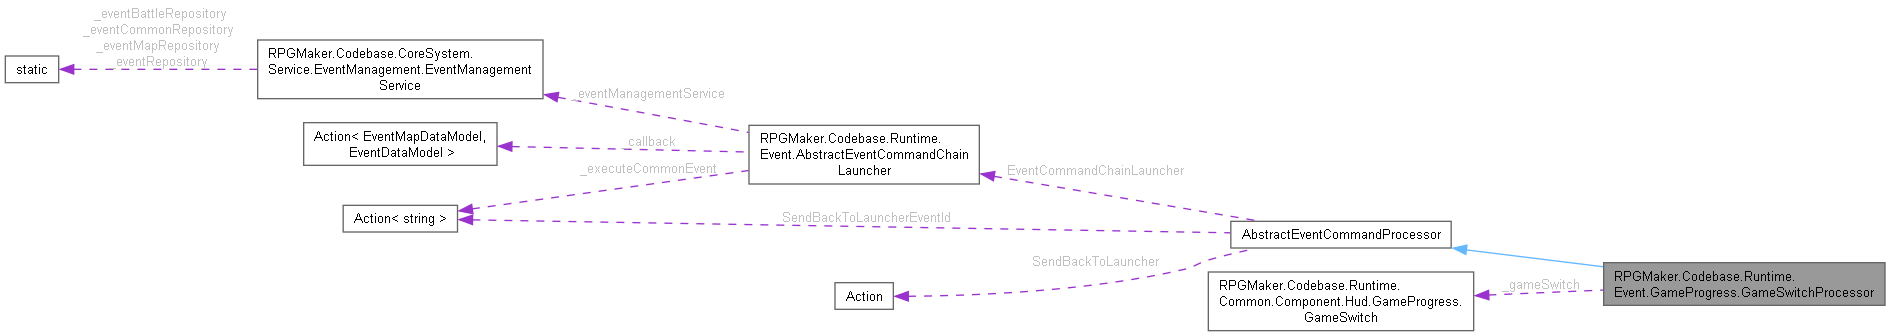 _eventBattleRepository
_eventCommonRepository
_eventMapRepository
_eventRepository
static
RPGMaker.Codebase.CoreSystem.
Service.EventManagement.EventManagement
Service
_eventManagementService
Action< EventMapDataModel,
EventDataModel >
_callback
RPGMaker.Codebase.Runtime.
Event.AbstractEventCommandChain
Launcher
_executeCommonEvent
EventCommandChainLauncher
Action< string >
SendBackToLauncherEventId
AbstractEventCommandProcessor
SendBackToLauncher
Action
RPGMaker.Codebase.Runtime.
Common.Component.Hud.GameProgress.
GameSwitch
_gameSwitch
RPGMaker.Codebase.Runtime.
Event.GameProgress.GameSwitchProcessor